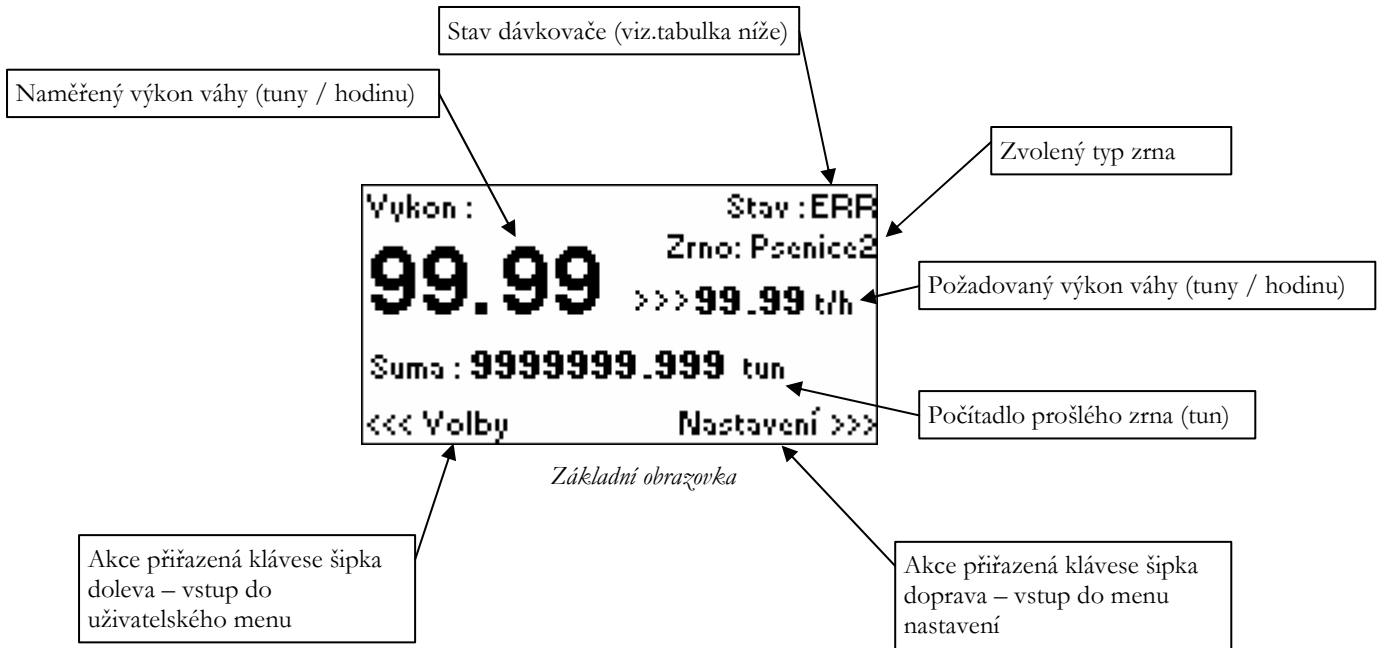 Stav dávkovače (viz.tabulka níže)
Naměřený výkon váhy (tuny / hodinu)
Zvolený typ zrna
Vykon :
Stav :ERR
Zrno: Psenice2
99.99
>>>99.99 t/h
Požadovaný výkon váhy (tuny / hodinu)
Suma : 9999999.999 tun
Počítadlo prošlého zrna (tun)
<<< Volby
Nastavení >>>
Základní obrazovka
Akce přiřazená klávese šipka
doleva – vstup do
uživatelského menu
Akce přiřazená klávese šipka
doprava – vstup do menu
nastavení